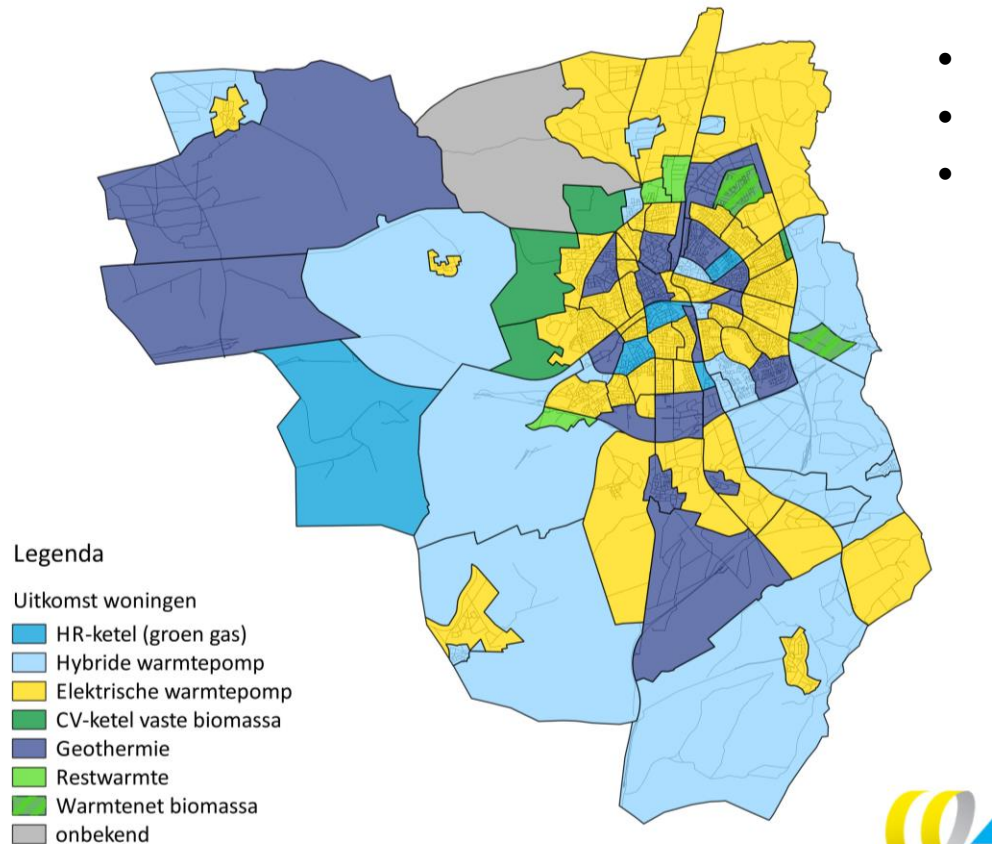 Legenda
Uitkomst woningen
HR-ketel (groen gas)
Hybride warmtepomp
Elektrische warmtepomp
CV-ketel vaste biomassa
Geothermie
Restwarmte
Warmtenet biomassa
onbekend